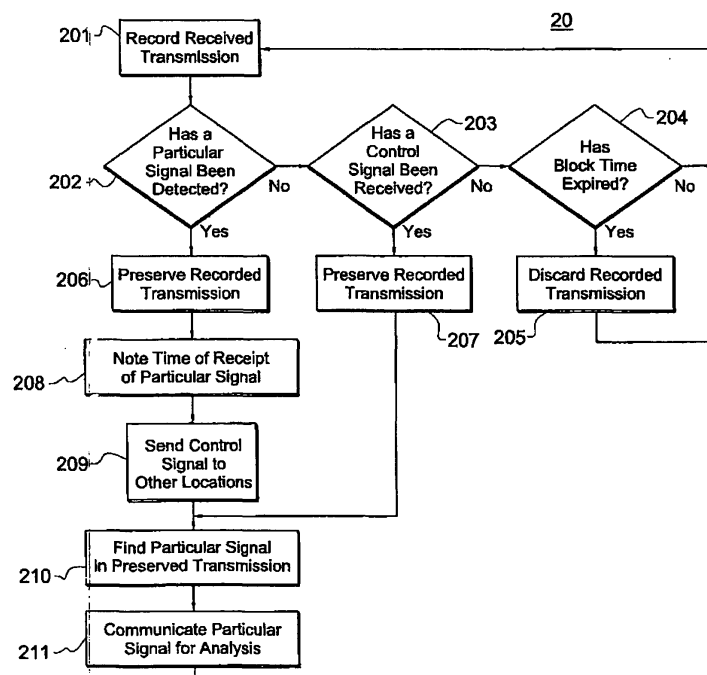 20
201
Record Received
Transmission
202
Has a
Particular
Signal Been
Detected?
No
Yes
203
Has a
Control
Signal Been
Received?
No
Yes
204
Has
Block Time
Expired?
No
Yes
206
Preserve Recorded
Transmission
Preserve Recorded
Transmission
207
Discard Recorded
Transmission
205
208
Note Time of Receipt
of Particular Signal
209
Send Control
Signal to
Other Locations
210
Find Particular Signal
in Preserved Transmission
211
Communicate Particular
Signal for Analysis